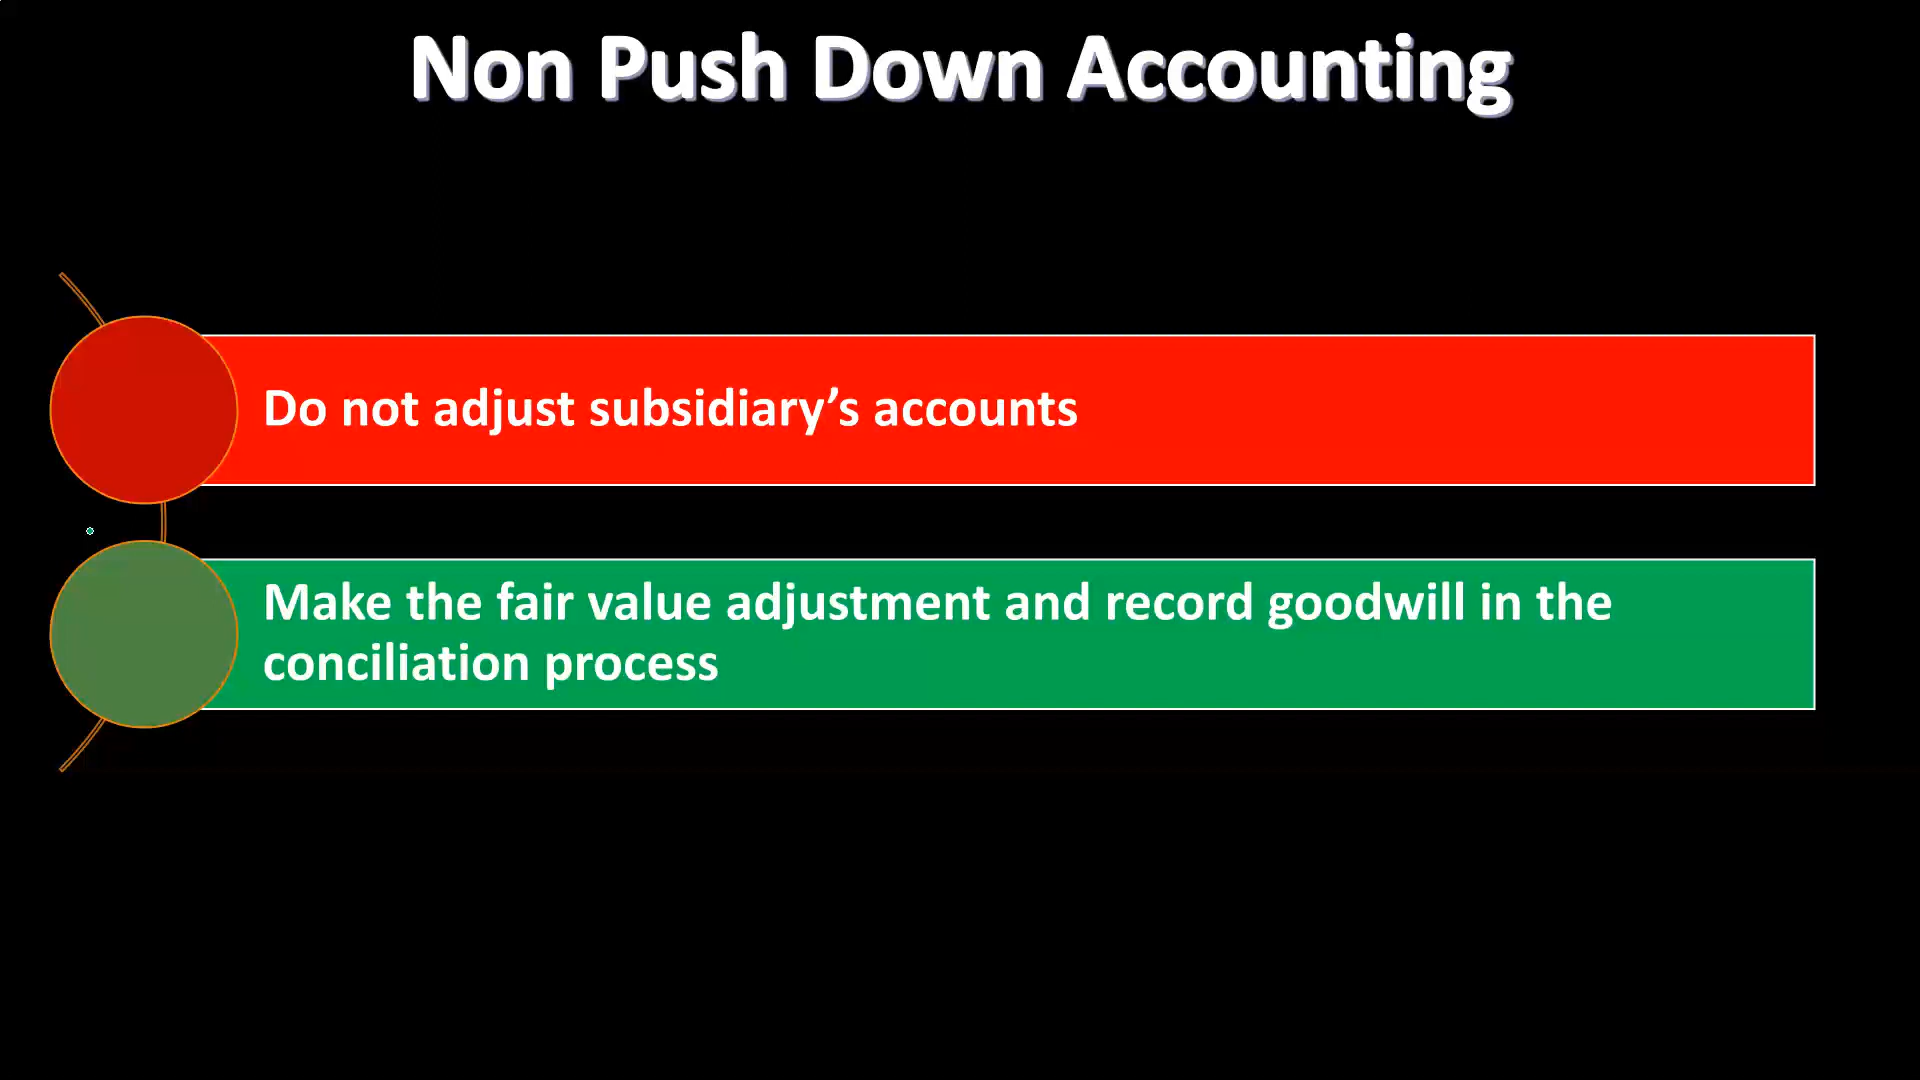 Non Push Down Accounting
Do not adjust subsidiary’s accounts
Make the fair value adjustment and record goodwill in the
conciliation process